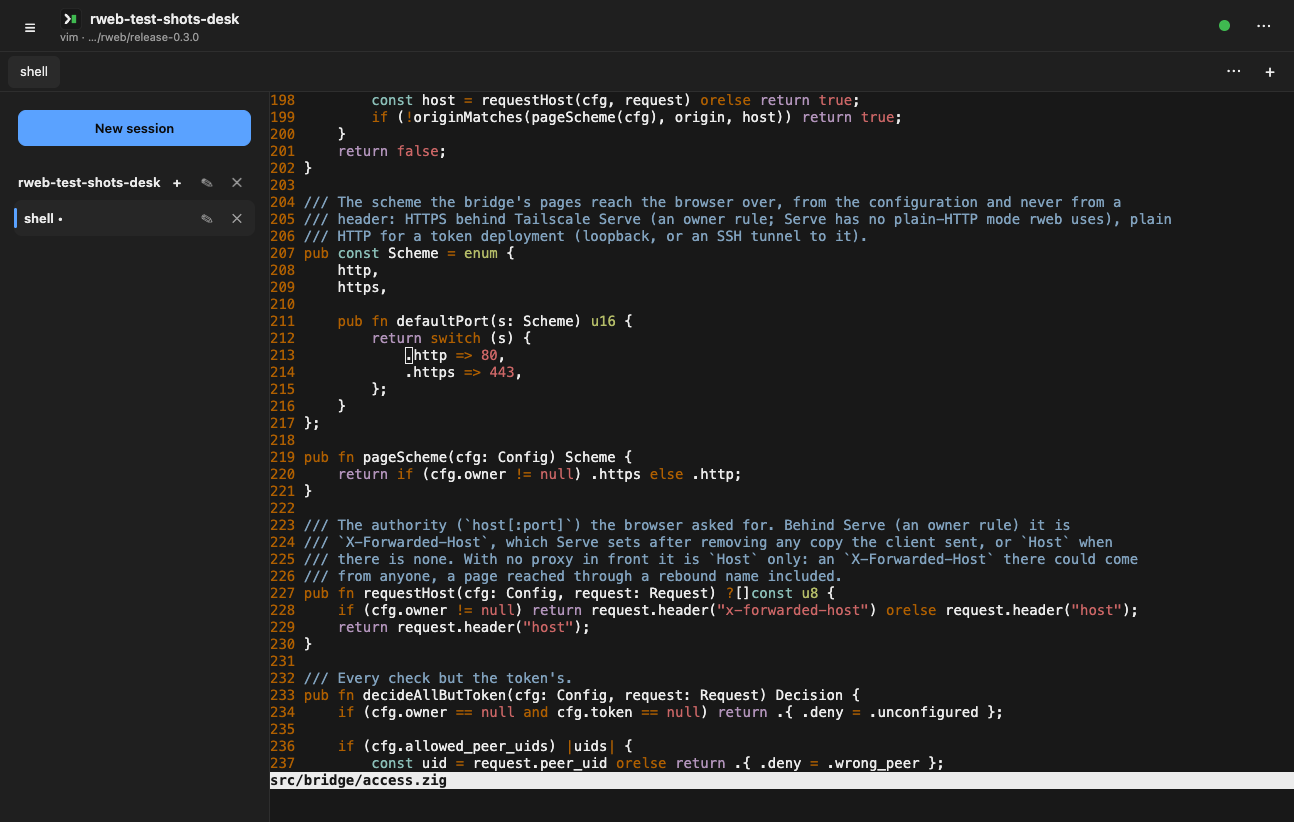 rweb-test-shots-desk
vim · …/rweb/release-0.3.0
shell
New session
rweb-test-shots-desk
shell •
198         const host = requestHost(cfg, request) orelse return true;
199         if (!originMatches(pageScheme(cfg), origin, host)) return true;
200     }
201     return false;
202 }
203
204 /// The scheme the bridge's pages reach the browser over, from the configuration and never from a
205 /// header: HTTPS behind Tailscale Serve (an owner rule; Serve has no plain-HTTP mode rweb uses), plain
206 /// HTTP for a token deployment (loopback, or an SSH tunnel to it).
207 pub const Scheme = enum {
208     http,
209     https,
210
211     pub fn defaultPort(s: Scheme) u16 {
212         return switch (s) {
213             .http => 80,
214             .https => 443,
215         };
216     }
217 };
218
219 pub fn pageScheme(cfg: Config) Scheme {
220     return if (cfg.owner != null) .https else .http;
221 }
222
223 /// The authority (`host[:port]`) the browser asked for. Behind Serve (an owner rule) it is
224 /// `X-Forwarded-Host`, which Serve sets after removing any copy the client sent, or `Host` when
225 /// there is none. With no proxy in front it is `Host` only: an `X-Forwarded-Host` there could come
226 /// from anyone, a page reached through a rebound name included.
227 pub fn requestHost(cfg: Config, request: Request) ?[]const u8 {
228     if (cfg.owner != null) return request.header("x-forwarded-host") orelse request.header("host");
229     return request.header("host");
230 }
231
232 /// Every check but the token's.
233 pub fn decideAllButToken(cfg: Config, request: Request) Decision {
234     if (cfg.owner == null and cfg.token == null) return .{ .deny = .unconfigured };
235
236     if (cfg.allowed_peer_uids) |uids| {
237         const uid = request.peer_uid orelse return .{ .deny = .wrong_peer };
src/bridge/access.zig